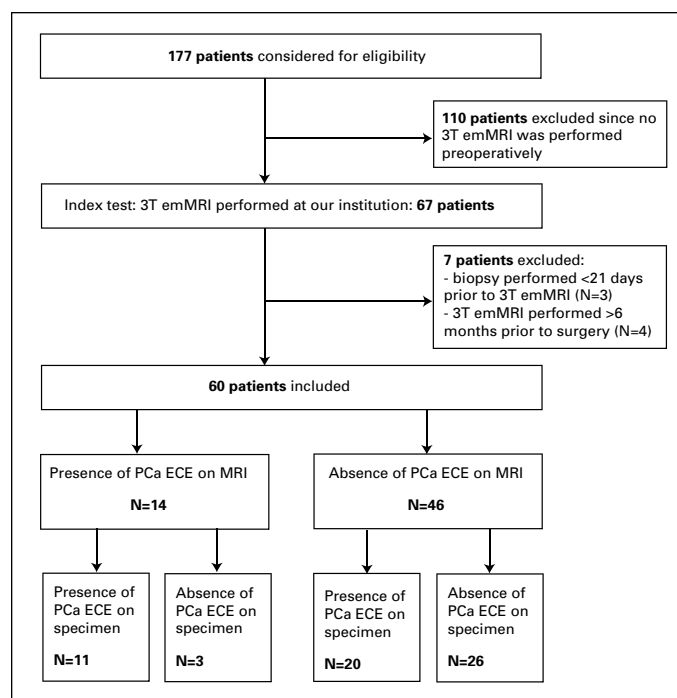 177 patients considered for eligibility
110 patients excluded since no
3T emMRI was performed
preoperatively
Index test: 3T emMRI performed at our institution: 67 patients
7 patients excluded:
- biopsy performed <21 days
prior to 3T emMRI (N=3)
- 3T emMRI performed >6
months prior to surgery (N=4)
60 patients included
Presence of PCa ECE on MRI
N=14
Absence of PCa ECE on MRI
N=46
Presence of
PCa ECE on
specimen
N=11
Absence of
PCa ECE on
specimen
N=3
Presence of
PCa ECE on
specimen
N=20
Absence of
PCa ECE on
specimen
N=26